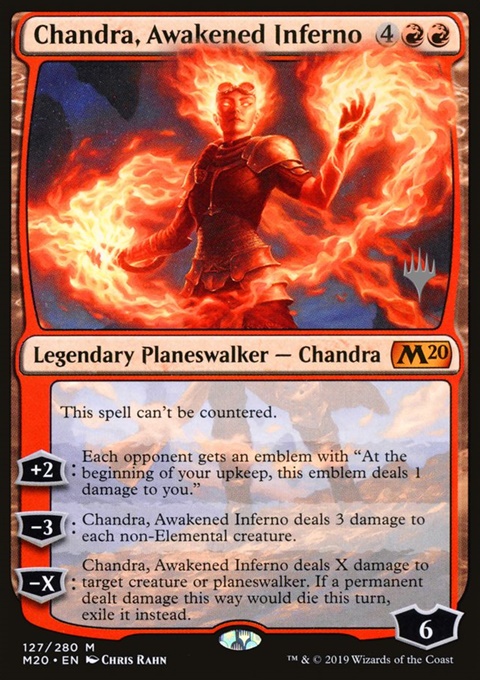 Chandra, Awakened Inferno 4
Legendary Planeswalker — Chandra M20
This spell can't be countered.
+2: Each opponent gets an emblem with “At the
beginning of your upkeep, this emblem deals 1
damage to you.”
−3: Chandra, Awakened Inferno deals 3 damage to
each non-Elemental creature.
−X: Chandra, Awakened Inferno deals X damage to
target creature or planeswalker. If a permanent
dealt damage this way would die this turn,
exile it instead.
6
127/280 M
M20 • EN Chris Rahn
™ & © 2019 Wizards of the Coast